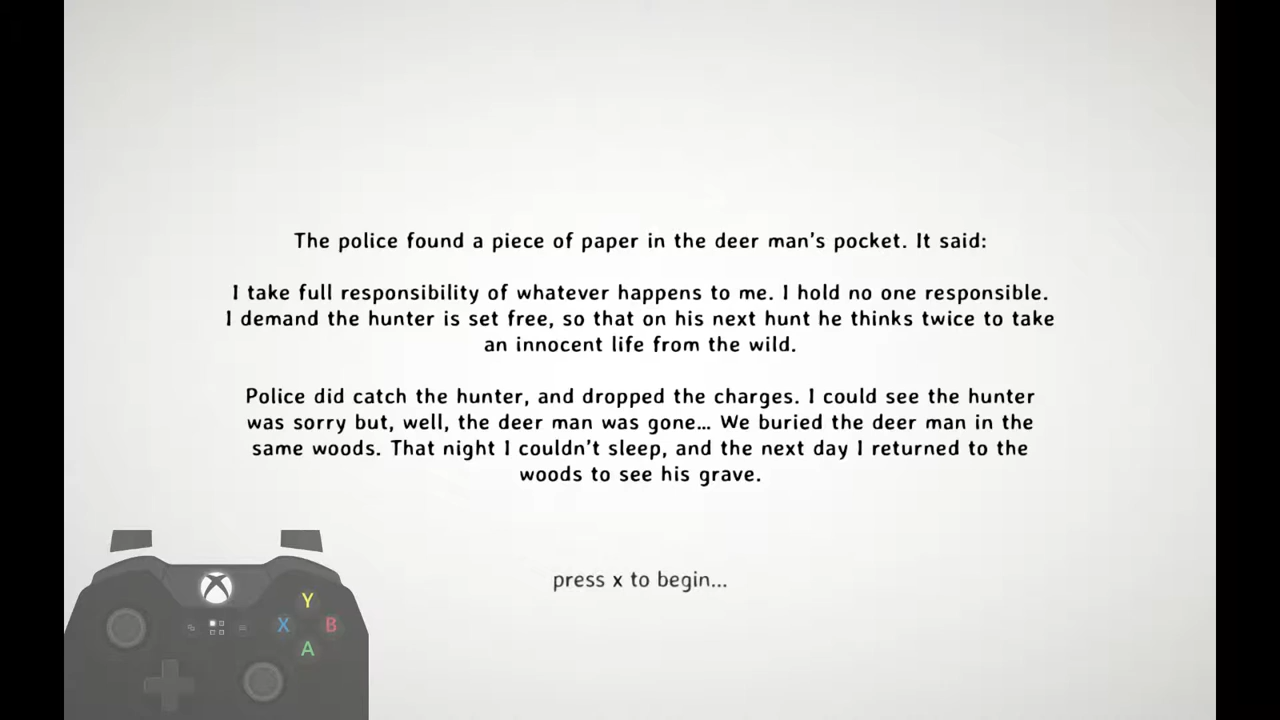 The police found a piece of paper in the deer man's pocket. It said:
I take full responsibility of whatever happens to me. I hold no one responsible.
I demand the hunter is set free, so that on his next hunt he thinks twice to take
an innocent life from the wild.
Police did catch the hunter, and dropped the charges. I could see the hunter
was sorry but, well, the deer man was gone... We buried the deer man in the
same woods. That night I couldn't sleep, and the next day I returned to the
woods to see his grave.
press x to begin...
Y
X B
A